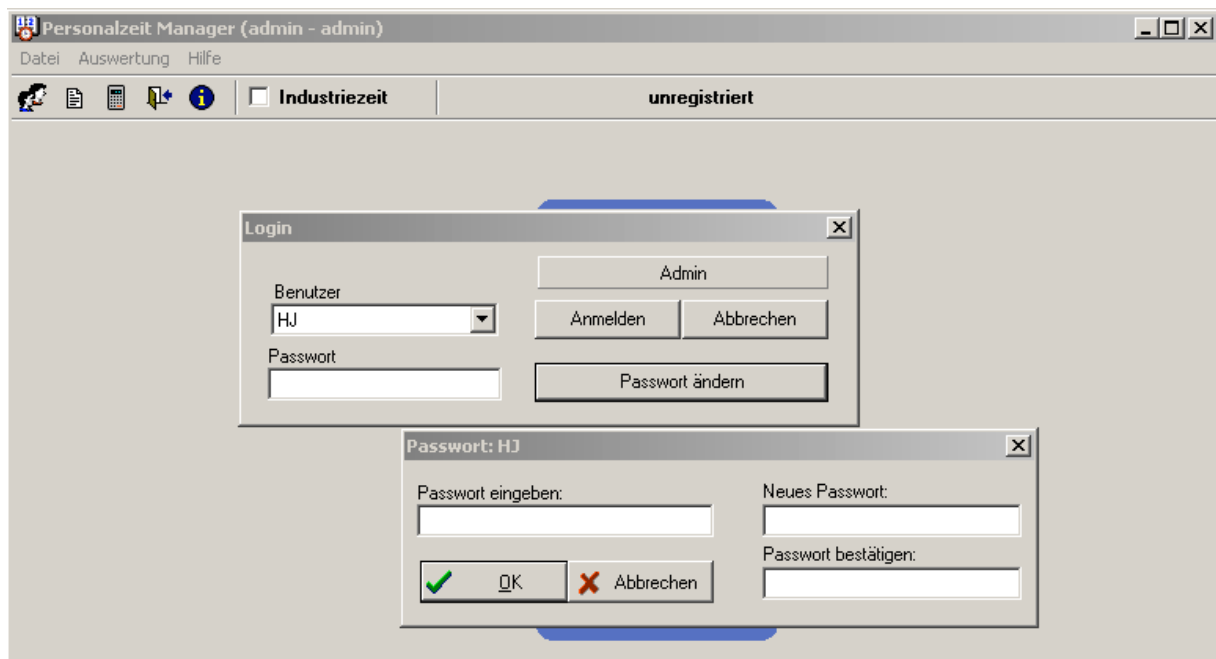 Personalzeit Manager (admin - admin)
Datei Auswertung Hilfe
Industriezeit unregistriert
Login
Benutzer
HJ
Passwort
Admin
Anmelden Abbrechen
Passwort ändern
Passwort: HJ
Passwort eingeben:
Neues Passwort:
Passwort bestätigen:
OK Abbrechen